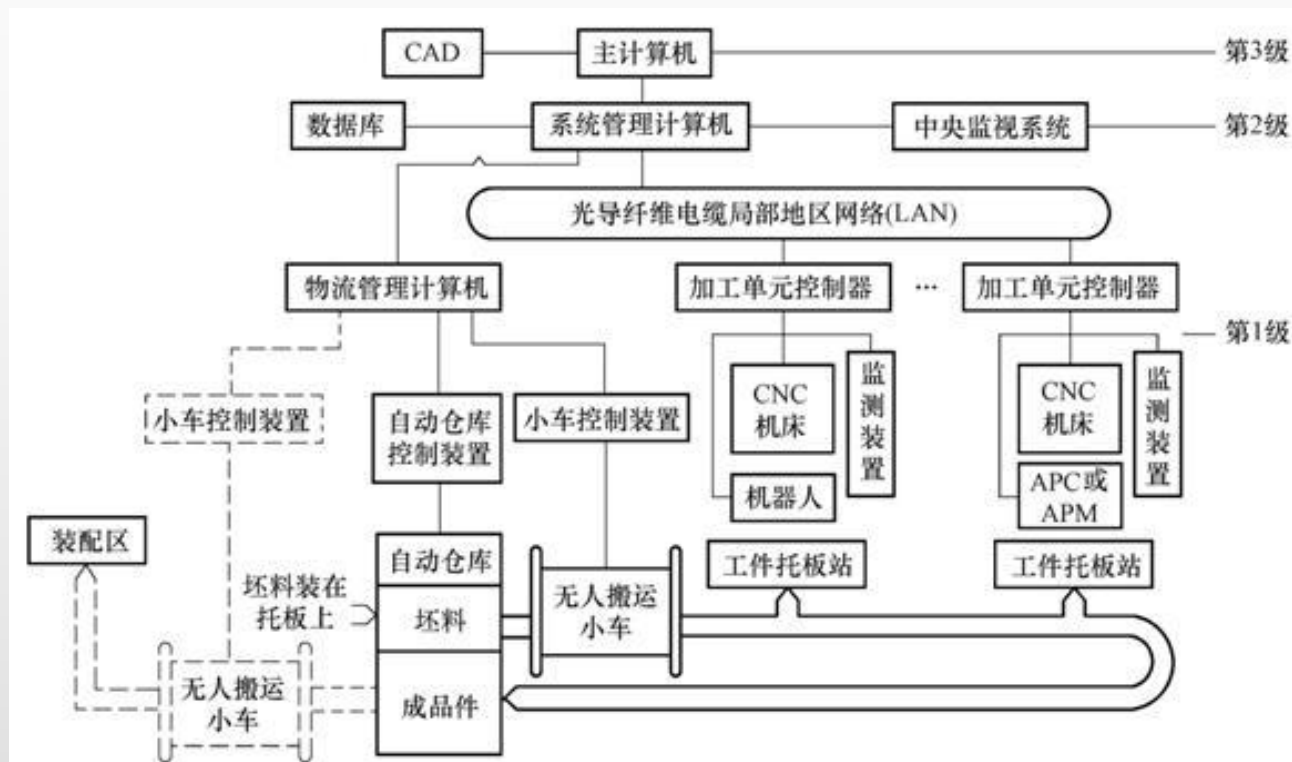 CAD
主计算机
第3级
数据库
系统管理计算机
中央监视系统
第2级
光导纤维电缆局部地区网络(LAN)
物流管理计算机
加工单元控制器
…
加工单元控制器
第1级
小车控制装置
自动仓库
控制装置
小车控制装置
CNC
机床
监测装置
机器人
CNC
机床
监测装置
APC或
APM
装配区
自动仓库
坯料装在
托板上
坯料
无人搬运
小车
工件托板站
工件托板站
无人搬运
小车
成品件